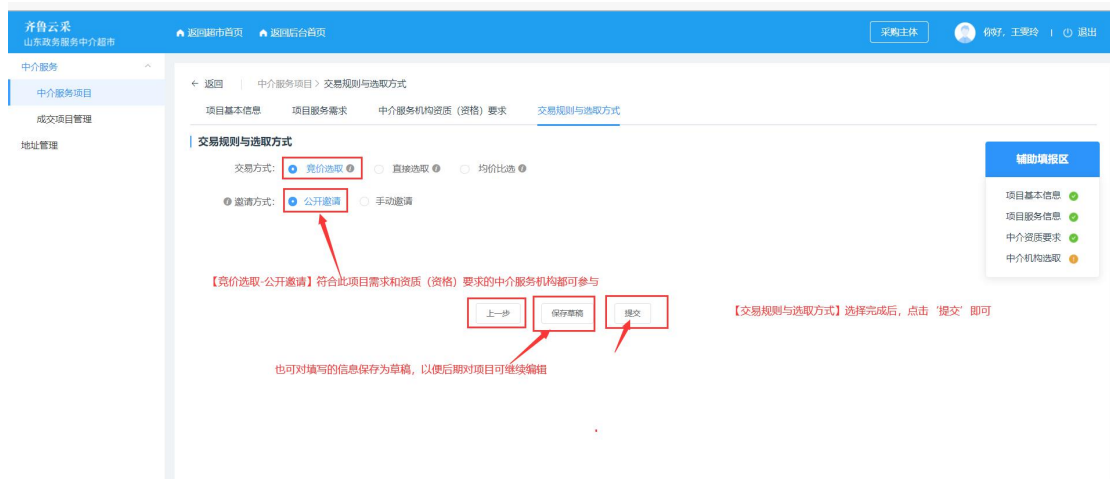 齐鲁云采
山东政务服务中介超市
返回超市首页 返回后台首页
采购主体
你好，王雯玲 | 退出
中介服务
中介服务项目
成交项目管理
地址管理
← 返回 中介服务项目 > 交易规则与选取方式
项目基本信息 项目服务需求 中介服务机构资质（资格）要求 交易规则与选取方式
交易规则与选取方式
交易方式: 竞价选取 直接选取 均价比选
邀请方式: 公开邀请 手动邀请
【竞价选取-公开邀请】符合此项目需求和资质（资格）要求的中介服务机构都可参与
上一步 保存草稿 提交
【交易规则与选取方式】选择完成后，点击‘提交’即可
也可对填写的信息保存为草稿，以便后期对项目可继续编辑
辅助填报区
项目基本信息
项目服务信息
中介资质要求
中介机构选取